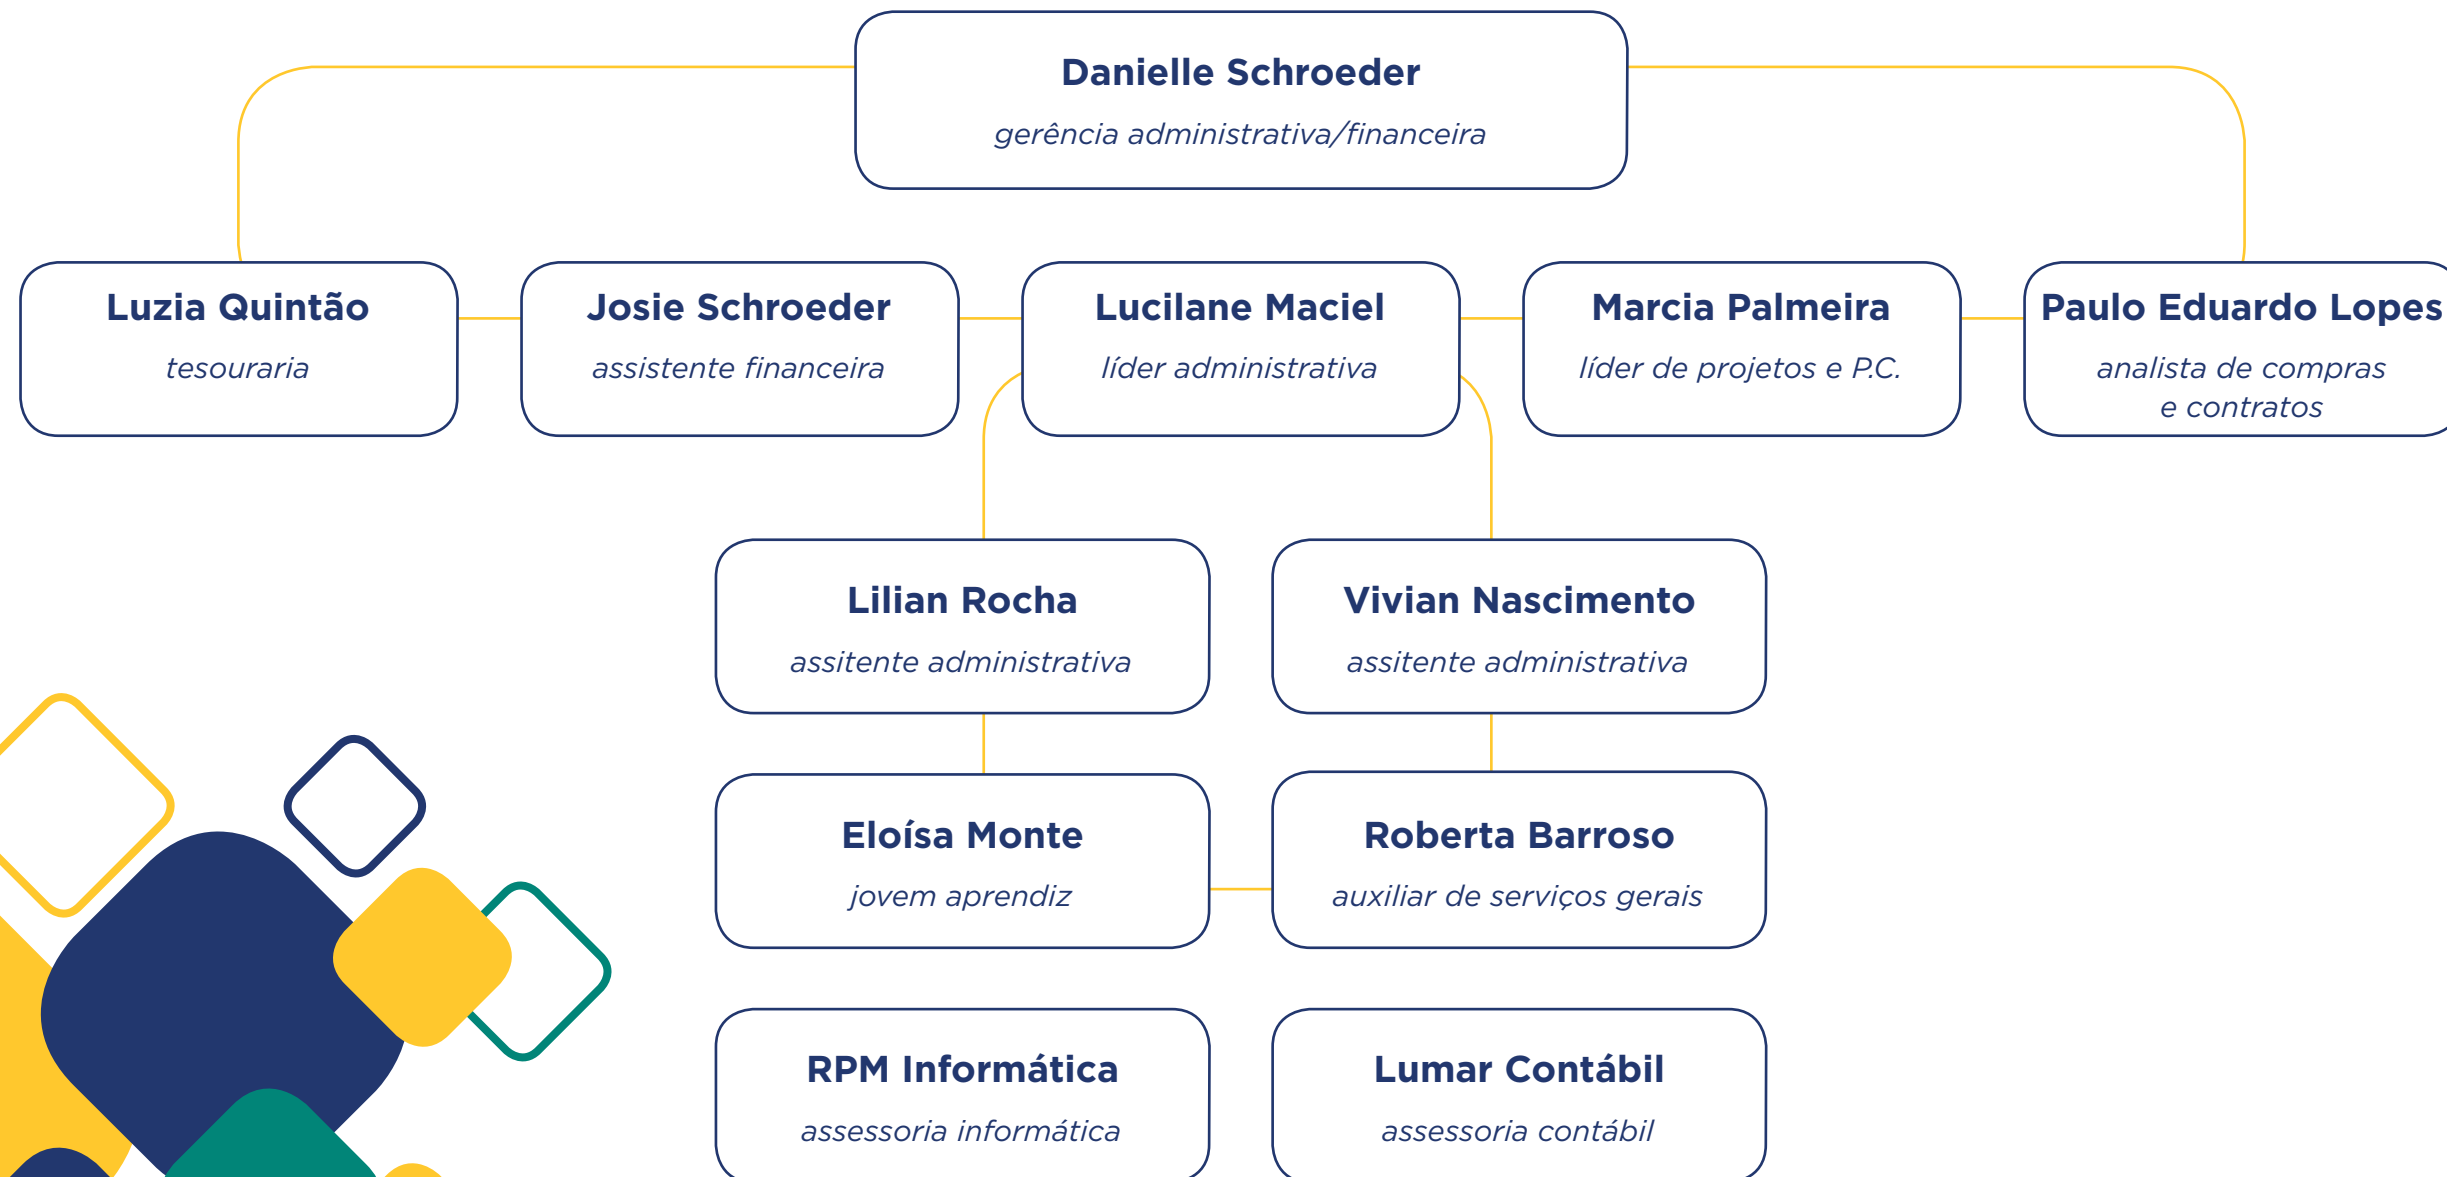 Danielle Schroeder
gerência administrativa/financeira
Luzia Quintão
tesouraria
Josie Schroeder
assistente financeira
Lucilane Maciel
líder administrativa
Marcia Palmeira
líder de projetos e P.C.
Paulo Eduardo Lopes
analista de compras
e contratos
Lilian Rocha
assitente administrativa
Vivian Nascimento
assitente administrativa
Eloísa Monte
jovem aprendiz
Roberta Barroso
auxiliar de serviços gerais
RPM Informática
assessoria informática
Lumar Contábil
assessoria contábil